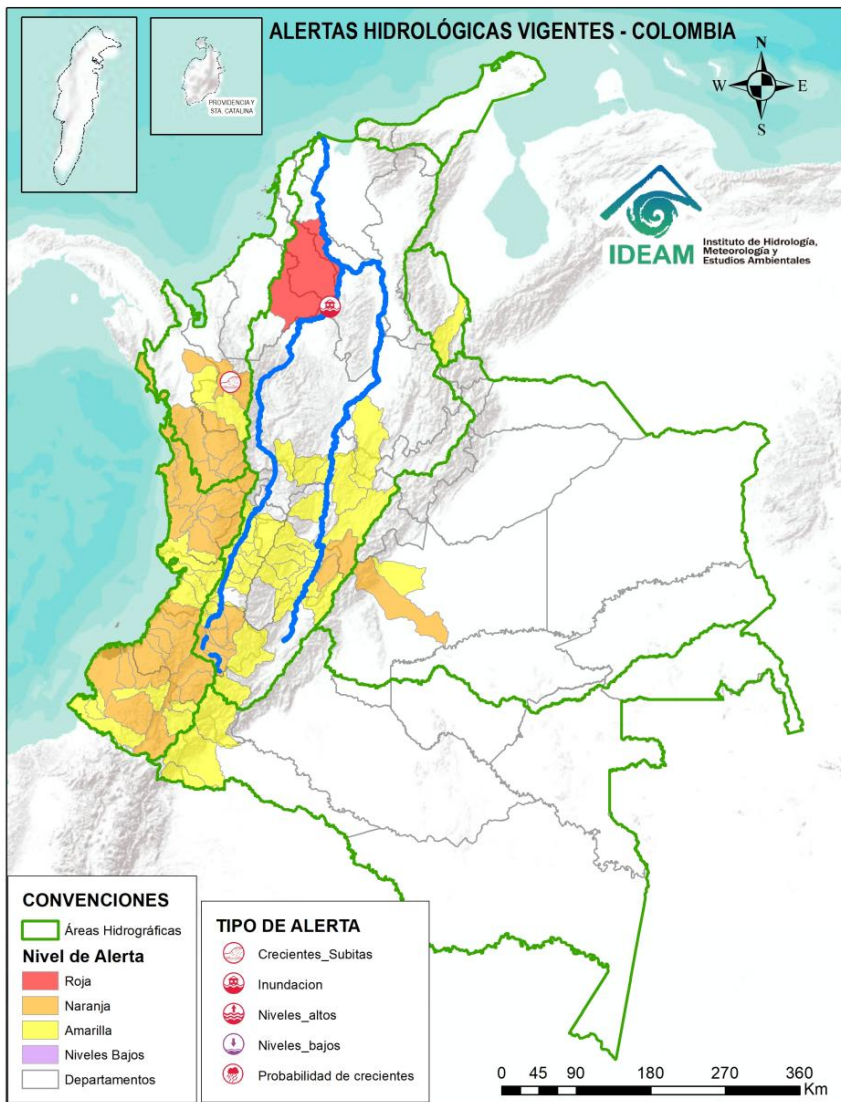 ALERTAS HIDROLÓGICAS VIGENTES - COLOMBIA
PROVIDENCIA Y
STA. CATALINA
N
W
E
S
IDEAM
Instituto de Hidrología,
Meteorología y
Estudios Ambientales
CONVENCIONES
Áreas Hidrográficas
Nivel de Alerta
Roja
Naranja
Amarilla
Niveles Bajos
Departamentos
TIPO DE ALERTA
Crecientes_Subitas
Inundacion
Niveles_altos
Niveles_bajos
Probabilidad de crecientes
0 45 90 180 270 360
Km